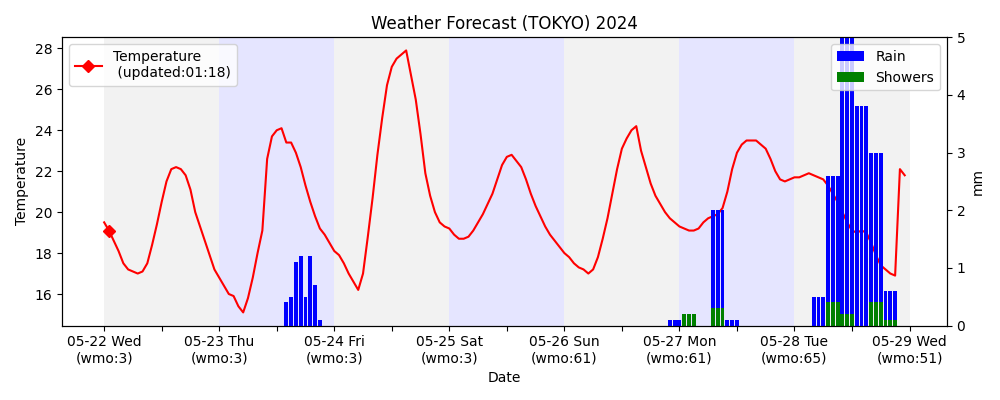 Weather Forecast (TOKYO) 2024
Temperature
(updated:01:18)
Rain
Showers
28
26
24
22
20
18
16
Temperature
5
4
3
2
1
0
mm
05-22 Wed 05-23 Thu 05-24 Fri 05-25 Sat 05-26 Sun 05-27 Mon 05-28 Tue 05-29 Wed
(wmo:3) (wmo:3) (wmo:3) (wmo:3) (wmo:61) (wmo:61) (wmo:65) (wmo:51)
Date